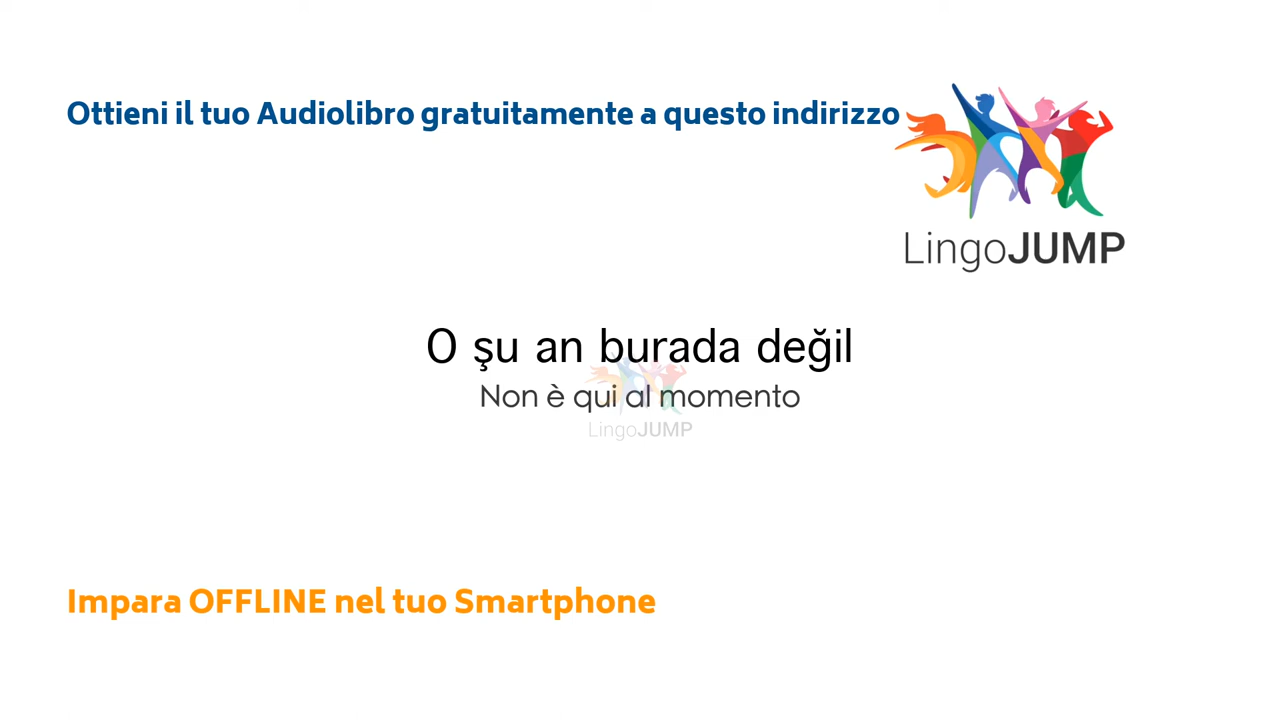 Ottieni il tuo Audiolibro gratuitamente a questo indirizzo
LingoJUMP
O şu an burada değil
Non è qui al momento
LingoJUMP
Impara OFFLINE nel tuo Smartphone